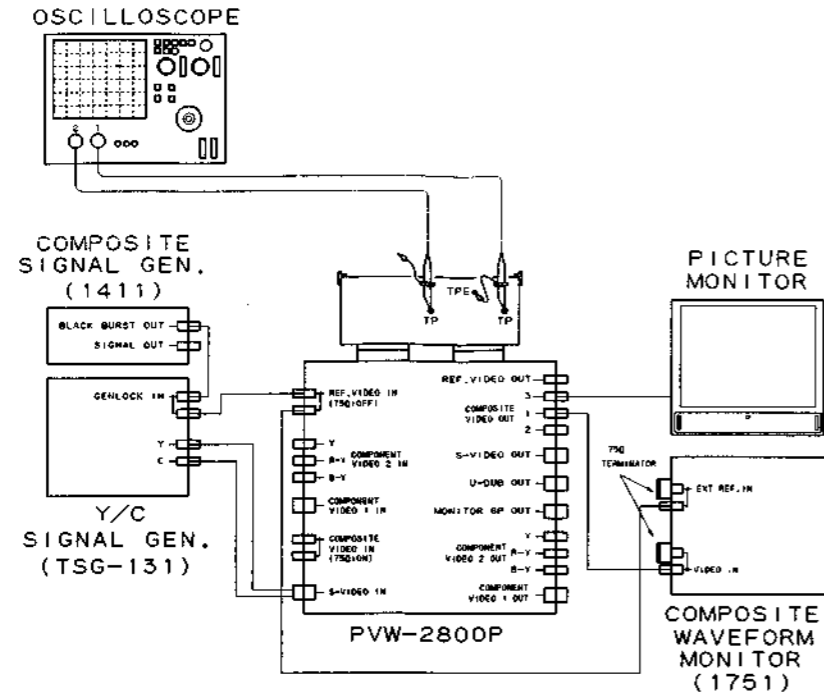 OSCILLOSCOPE
2 1
COMPOSITE
SIGNAL GEN.
(1411)
BLACK BURST OUT
SIGNAL OUT
GENLOCK IN
Y
C
Y/C
SIGNAL GEN.
(TSG-131)
TPE
TP
TP
REF.VIDEO IN
(75Ω:OFF)
Y
R-Y COMPONENT
VIDEO 2 IN
B-Y
COMPONENT
VIDEO 1 IN
COMPOSITE
VIDEO IN
(75Ω:ON)
S-VIDEO IN
REF.VIDEO OUT
3
COMPOSITE 1
VIDEO OUT
2
S-VIDEO OUT
U-DUB OUT
MONITOR 6P OUT
Y
COMPONENT R-Y
VIDEO 2 OUT
B-Y
COMPONENT
VIDEO 1 OUT
PVW-2800P
PICTURE
MONITOR
75Ω
TERMINATOR
EXT REF.IN
VIDEO IN
COMPOSITE
WAVEFORM
MONITOR
(1751)